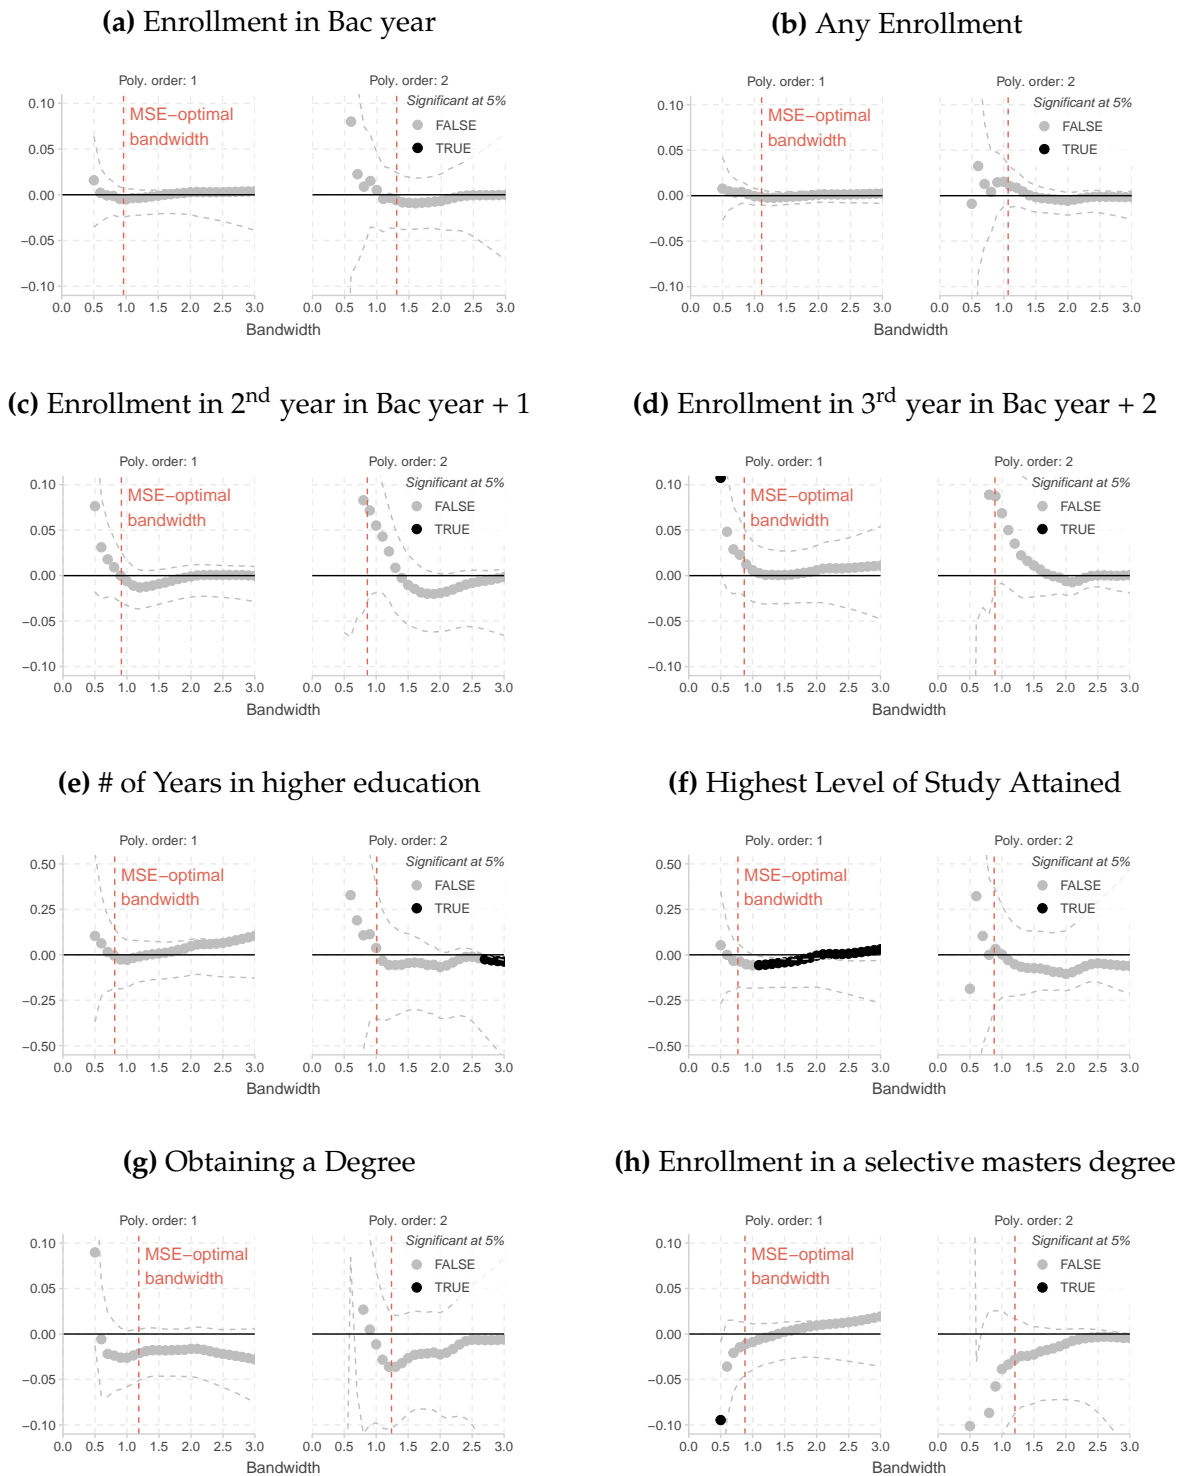 (a) Enrollment in Bac year
(b) Any Enrollment
Poly. order: 1
Poly. order: 2
Significant at 5%
FALSE
TRUE
MSE−optimal
bandwidth
0.10
0.05
0.00
−0.05
−0.10
0.0 0.5 1.0 1.5 2.0 2.5 3.0
0.5 1.0 1.5 2.0 2.5 3.0
Bandwidth
Poly. order: 1
Poly. order: 2
Significant at 5%
FALSE
TRUE
MSE−optimal
bandwidth
0.10
0.05
0.00
−0.05
−0.10
0.0 0.5 1.0 1.5 2.0 2.5 3.0
0.0 0.5 1.0 1.5 2.0 2.5 3.0
Bandwidth
(c) Enrollment in 2nd year in Bac year + 1
(d) Enrollment in 3rd year in Bac year + 2
Poly. order: 1
Poly. order: 2
Significant at 5%
FALSE
TRUE
MSE−optimal
bandwidth
0.10
0.05
0.00
−0.05
−0.10
0.0 0.5 1.0 1.5 2.0 2.5 3.0
0.0 0.5 1.0 1.5 2.0 2.5 3.0
Bandwidth
Poly. order: 1
Poly. order: 2
Significant at 5%
FALSE
TRUE
MSE−optimal
bandwidth
0.10
0.05
0.00
−0.05
−0.10
0.0 0.5 1.0 1.5 2.0 2.5 3.0
0.0 0.5 1.0 1.5 2.0 2.5 3.0
Bandwidth
(e) # of Years in higher education
(f) Highest Level of Study Attained
Poly. order: 1
Poly. order: 2
Significant at 5%
FALSE
TRUE
MSE−optimal
bandwidth
0.50
0.25
0.00
−0.25
−0.50
0.0 0.5 1.0 1.5 2.0 2.5 3.0
0.0 0.5 1.0 1.5 2.0 2.5 3.0
Bandwidth
Poly. order: 1
Poly. order: 2
Significant at 5%
FALSE
TRUE
MSE−optimal
bandwidth
0.50
0.25
0.00
−0.25
−0.50
0.0 0.5 1.0 1.5 2.0 2.5 3.0
0.0 0.5 1.0 1.5 2.0 2.5 3.0
Bandwidth
(g) Obtaining a Degree
(h) Enrollment in a selective masters degree
Poly. order: 1
Poly. order: 2
Significant at 5%
FALSE
TRUE
MSE−optimal
bandwidth
0.10
0.05
0.00
−0.05
−0.10
0.0 0.5 1.0 1.5 2.0 2.5 3.0
0.0 0.5 1.0 1.5 2.0 2.5 3.0
Bandwidth
Poly. order: 1
Poly. order: 2
Significant at 5%
FALSE
TRUE
MSE−optimal
bandwidth
0.10
0.05
0.00
−0.05
−0.10
0.0 0.5 1.0 1.5 2.0 2.5 3.0
0.0 0.5 1.0 1.5 2.0 2.5 3.0
Bandwidth